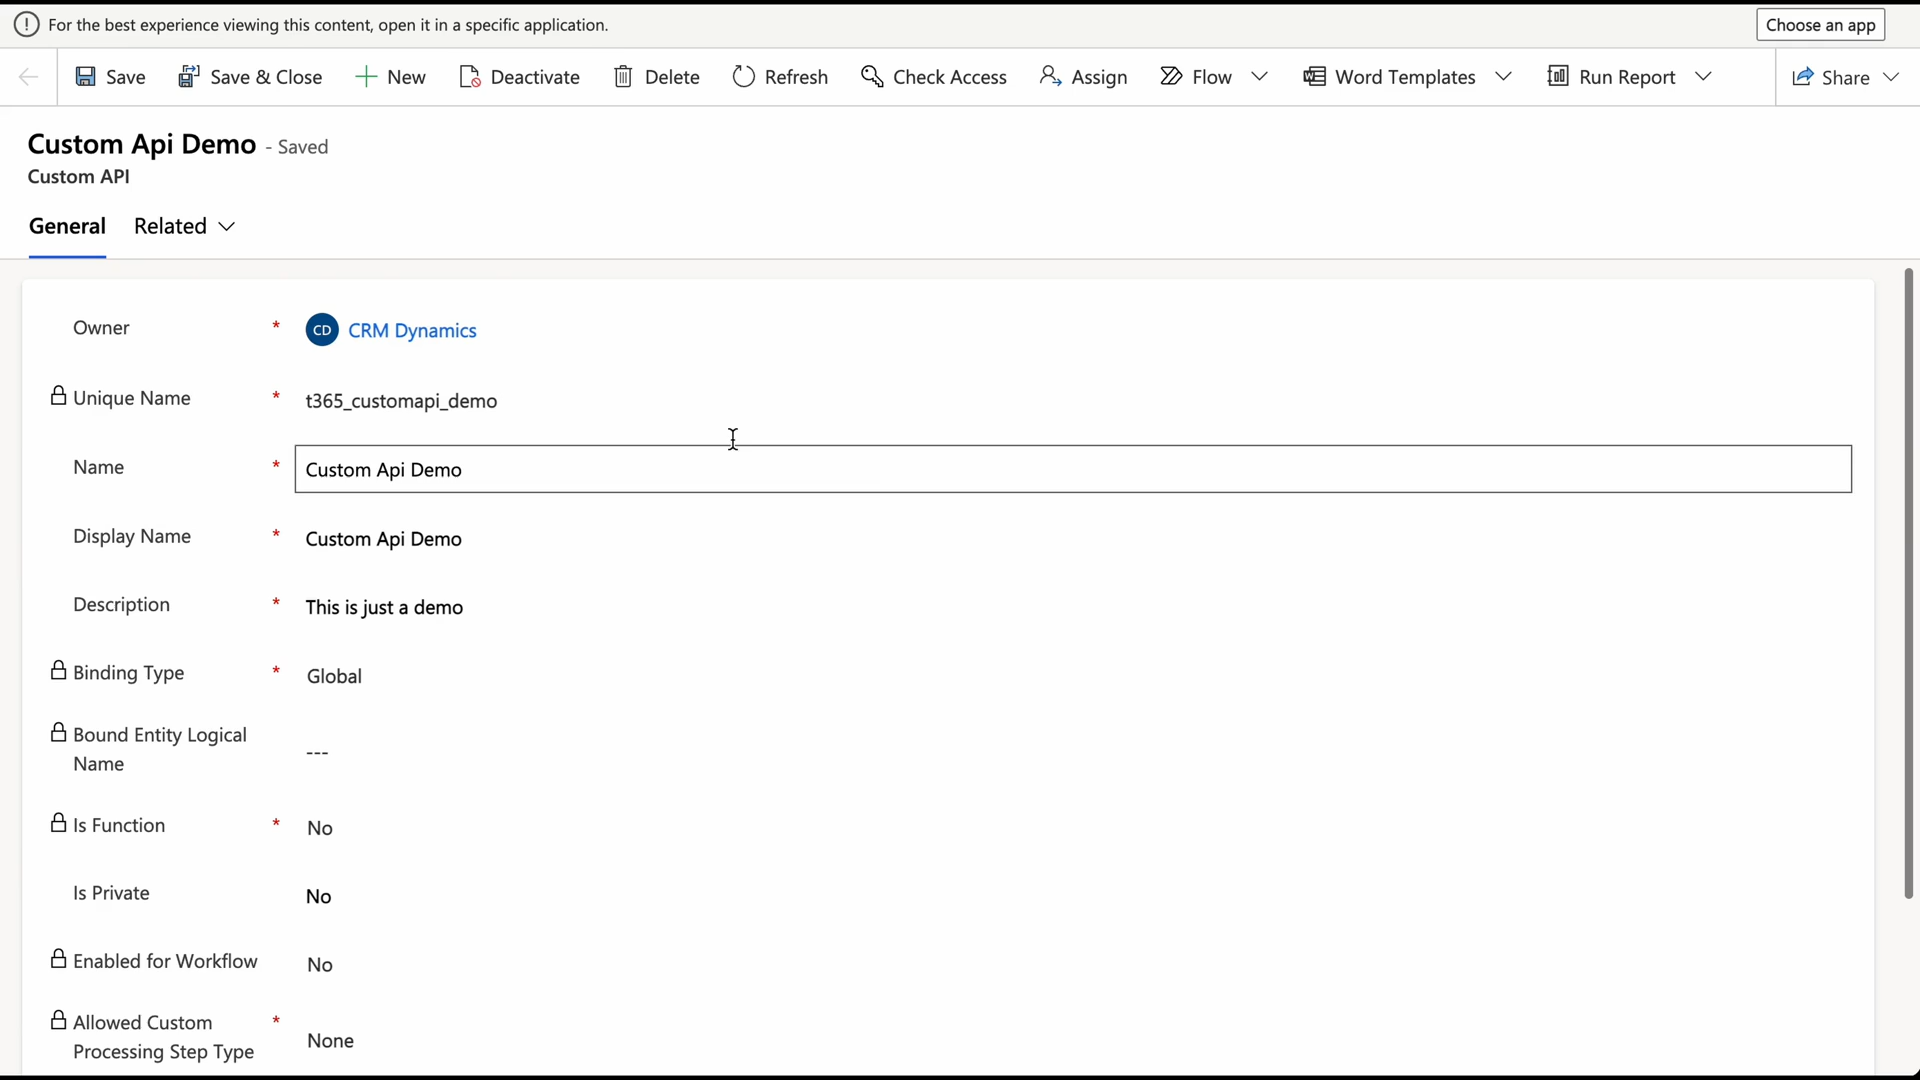 For the best experience viewing this content, open it in a specific application.
Choose an app
Save
Save & Close
New
Deactivate
Delete
Refresh
Check Access
Assign
Flow
Word Templates
Run Report
Share
Custom Api Demo - Saved
Custom API
General
Related
Owner * CD CRM Dynamics
Unique Name * t365_customapi_demo
Name * Custom Api Demo
Display Name * Custom Api Demo
Description * This is just a demo
Binding Type * Global
Bound Entity Logical
Name
---
Is Function * No
Is Private No
Enabled for Workflow No
Allowed Custom *
Processing Step Type
None